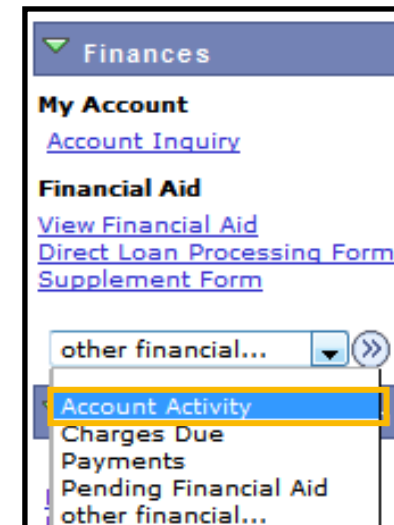 Finances
My Account
Account Inquiry
Financial Aid
View Financial Aid
Direct Loan Processing Form
Supplement Form
other financial...
Account Activity
Charges Due
Payments
Pending Financial Aid
other financial...